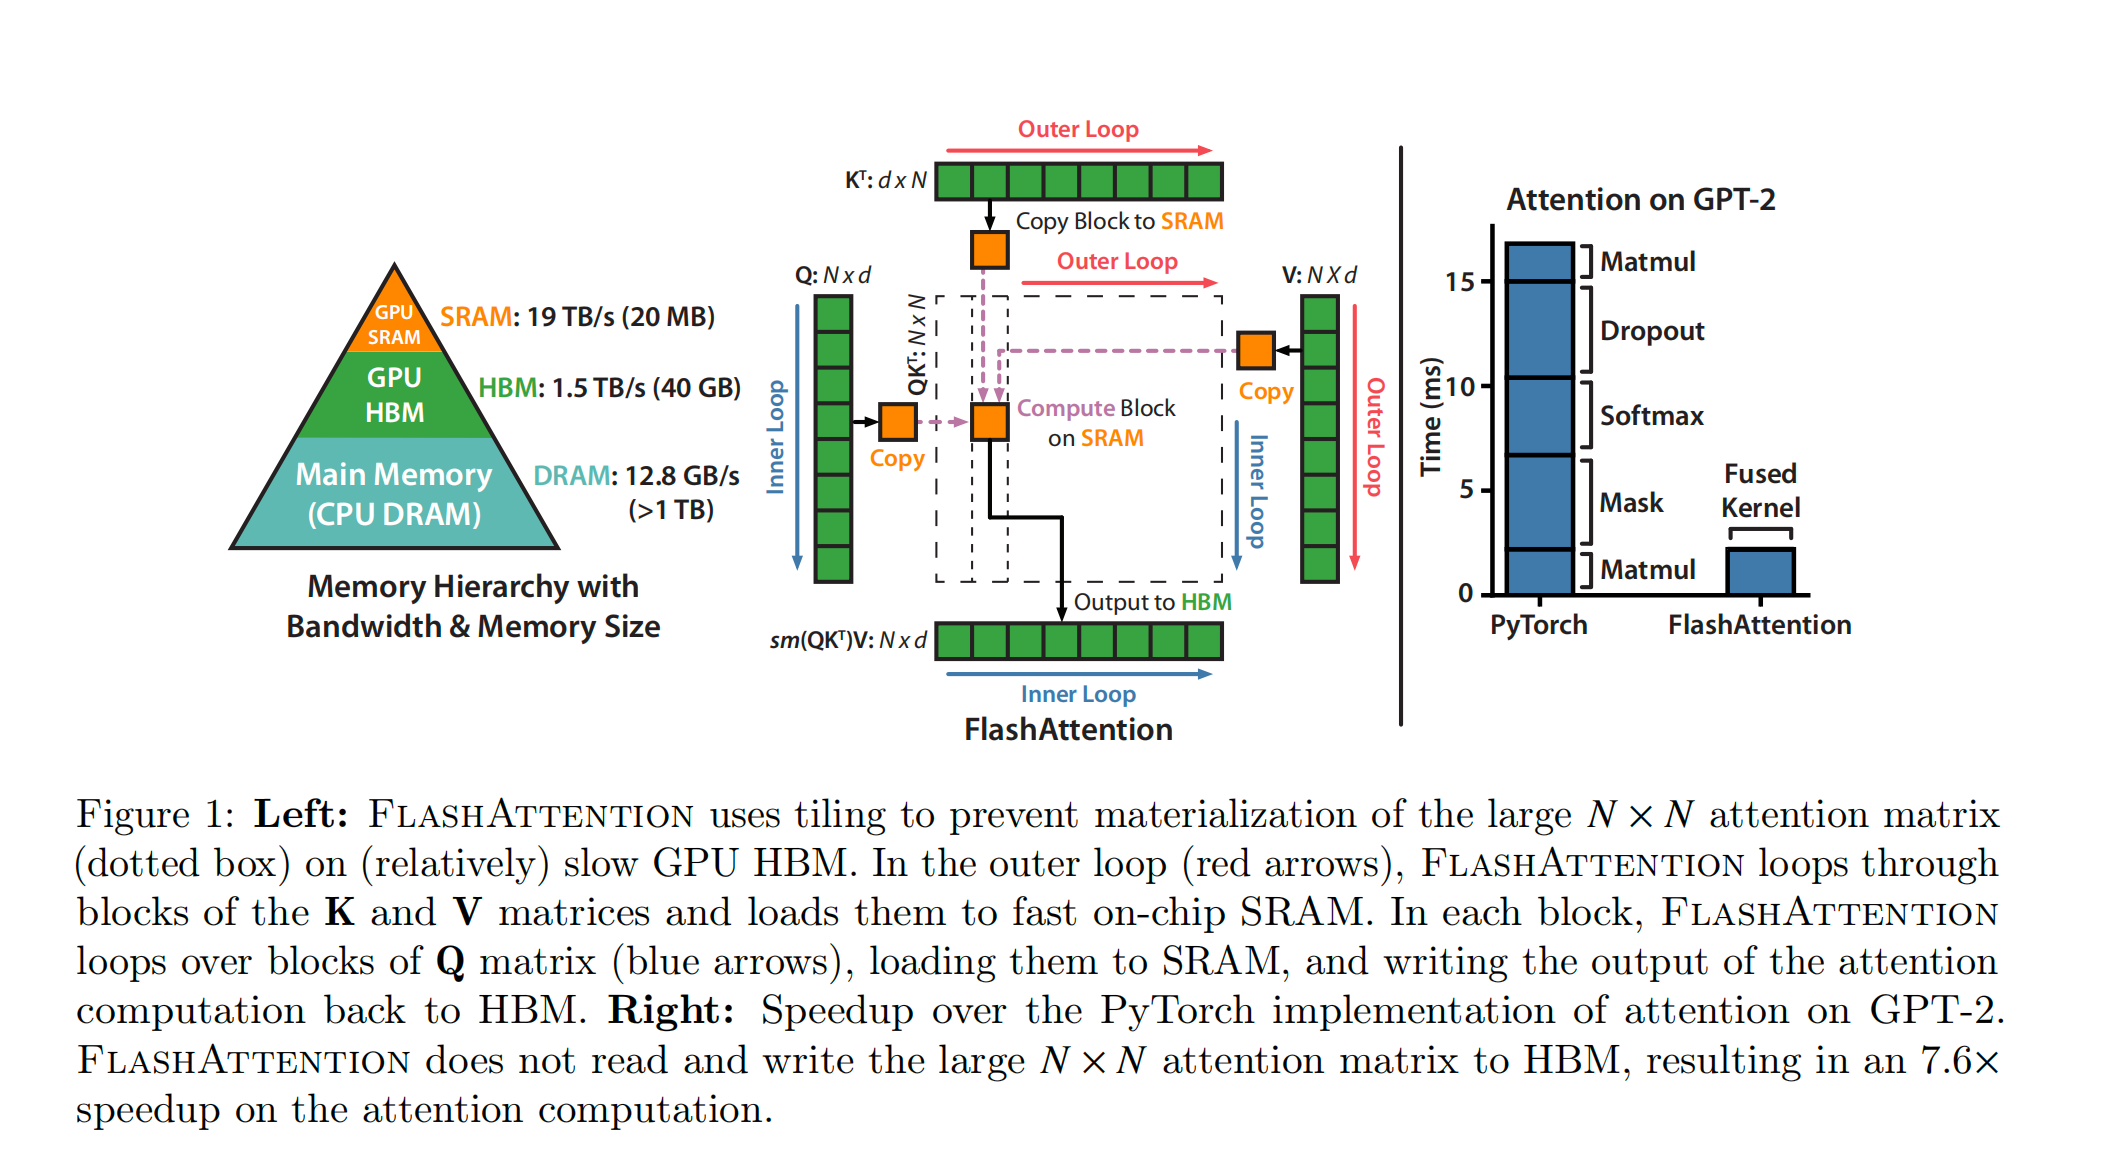 GPU
SRAM
GPU
HBM
Main Memory
(CPU DRAM)
SRAM: 19 TB/s (20 MB)
HBM: 1.5 TB/s (40 GB)
DRAM: 12.8 GB/s
(>1 TB)
Memory Hierarchy with
Bandwidth & Memory Size
Outer Loop
Kᵀ: d x N
Copy Block to SRAM
Outer Loop
Q: N x d
V: N X d
QKᵀ: N x N
Inner Loop
Copy
Compute Block
on SRAM
Copy
Inner Loop
Outer Loop
Output to HBM
sm(QKᵀ)V: N x d
Inner Loop
FlashAttention
Attention on GPT-2
Time (ms)
15
10
5
0
Matmul
Dropout
Softmax
Mask
Matmul
Fused
Kernel
PyTorch
FlashAttention
Figure 1: Left: FlashAttention uses tiling to prevent materialization of the large N × N attention matrix
(dotted box) on (relatively) slow GPU HBM. In the outer loop (red arrows), FlashAttention loops through
blocks of the K and V matrices and loads them to fast on-chip SRAM. In each block, FlashAttention
loops over blocks of Q matrix (blue arrows), loading them to SRAM, and writing the output of the attention
computation back to HBM. Right: Speedup over the PyTorch implementation of attention on GPT-2.
FlashAttention does not read and write the large N × N attention matrix to HBM, resulting in an 7.6×
speedup on the attention computation.